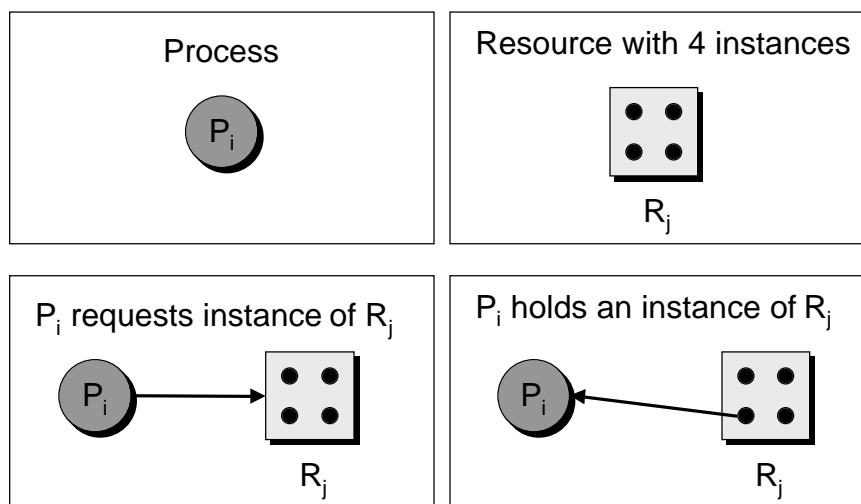 Process
Pi
Resource with 4 instances
Rj
Pi requests instance of Rj
Pi
Rj
Pi holds an instance of Rj
Pi
Rj